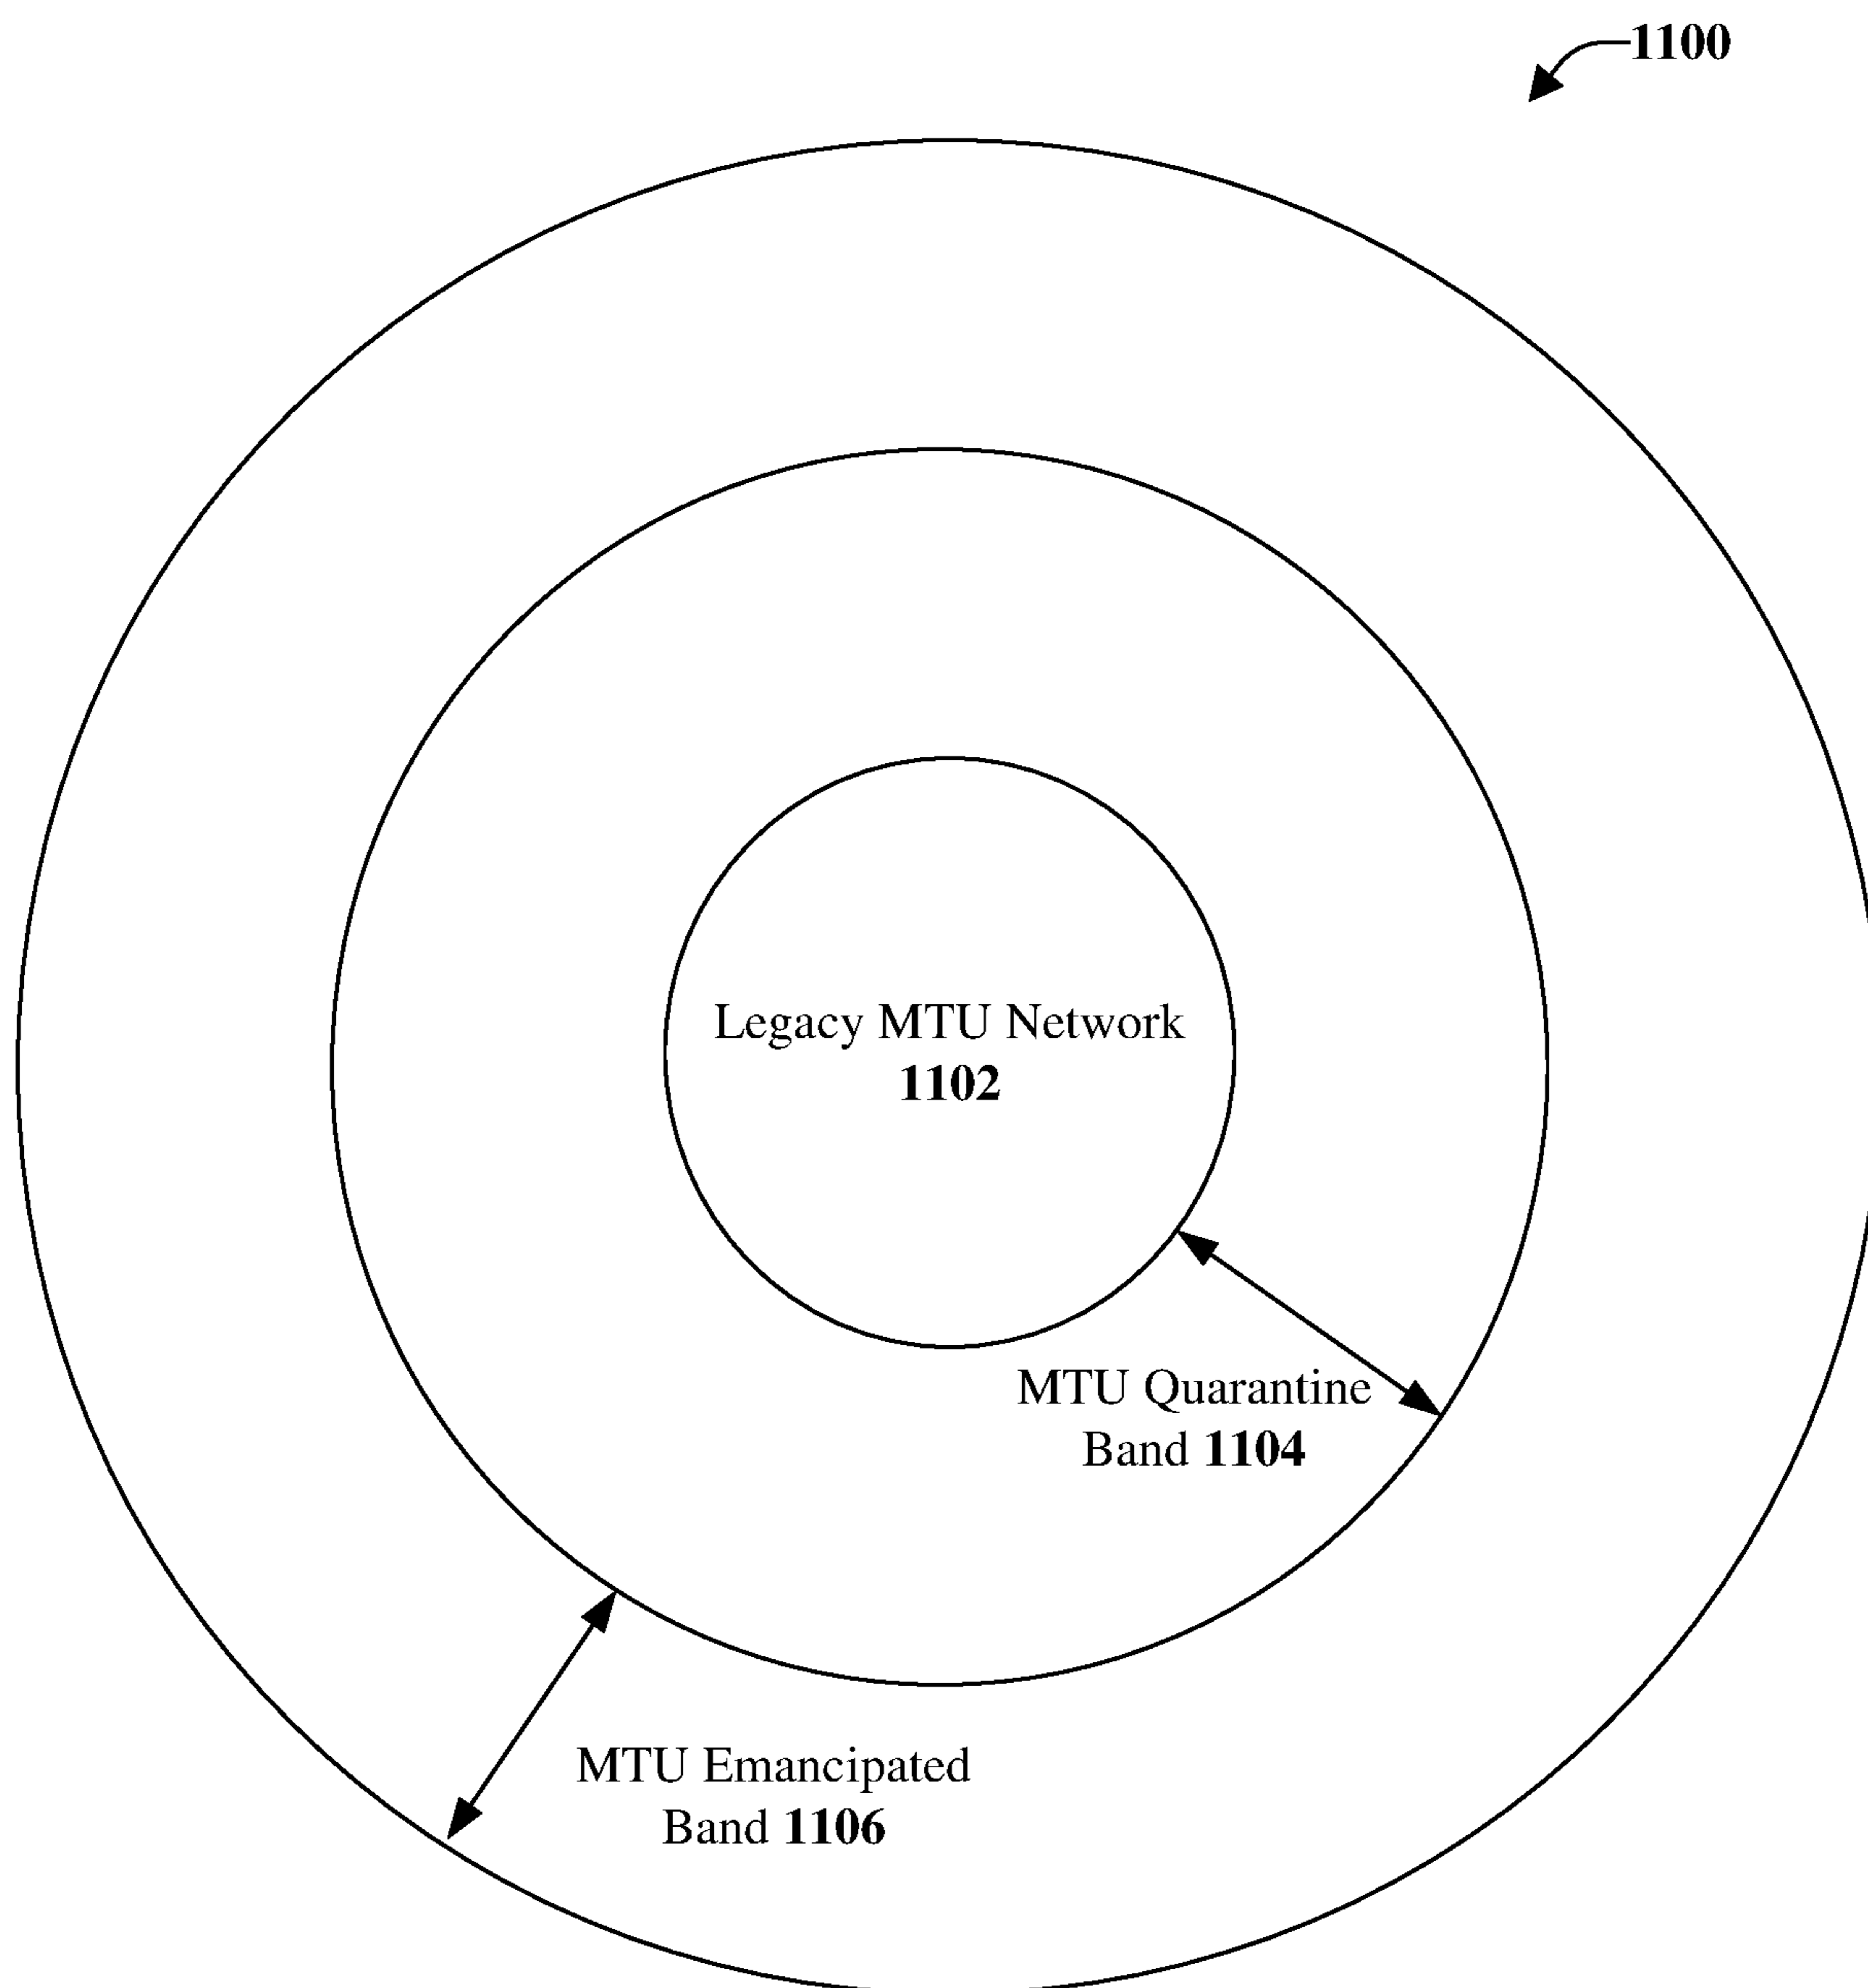 1100
Legacy MTU Network
1102
MTU Quarantine
Band 1104
MTU Emancipated
Band 1106